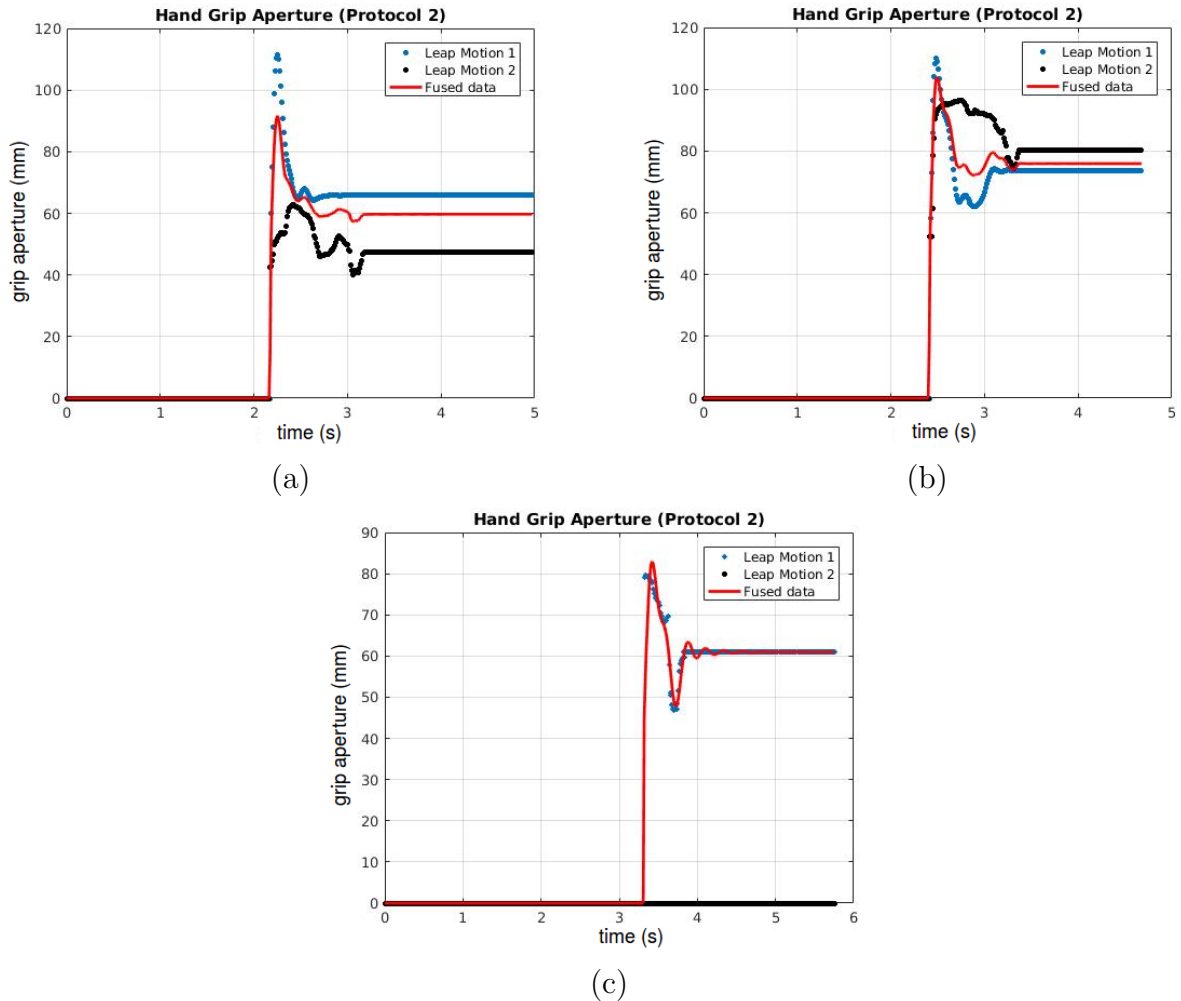 Hand Grip Aperture (Protocol 2)
120
100
80
60
40
20
0
grip aperture (mm)
Leap Motion 1
Leap Motion 2
Fused data
0 1 2 3 4 5
time (s)
(a)
Hand Grip Aperture (Protocol 2)
120
100
80
60
40
20
0
grip aperture (mm)
Leap Motion 1
Leap Motion 2
Fused data
0 1 2 3 4 5
time (s)
(b)
Hand Grip Aperture (Protocol 2)
90
80
70
60
50
40
30
20
10
0
grip aperture (mm)
Leap Motion 1
Leap Motion 2
Fused data
0 1 2 3 4 5 6
time (s)
(c)